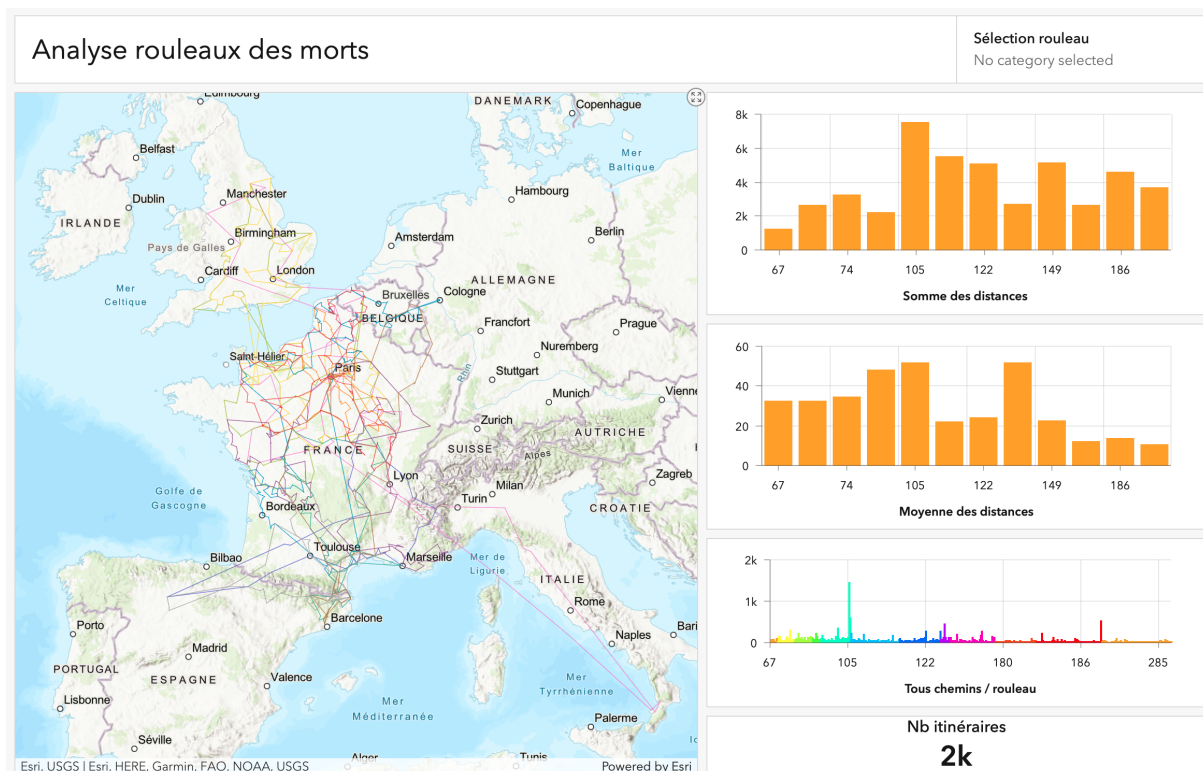 Analyse rouleaux des morts
Sélection rouleau
No category selected
Edimbourg
DANEMARK
Copenhague
Belfast
Mer
Baltique
Dublin
Manchester
Hambourg
IRLANDE
Birmingham
Amsterdam
Berlin
Pays de Galles
Cardiff
London
ALLEMAGNE
Mer
Celtique
Bruxelles
Cologne
BELGIQUE
Francfort
Prague
Nuremberg
Saint-Hélier
Paris
Rhin
Stuttgart
Munich
Vienne
Zurich
AUTRICHE
FRANCE
SUISSE
Alpes
Lyon
Zagreb
Milan
Turin
Golfe de
Gascogne
Bordeaux
CROATIE
Toulouse
Bilbao
Marseille
Mer de
Ligurie
ITALIE
Rome
Porto
Barcelone
Naples
Bari
Madrid
PORTUGAL
ESPAGNE
Valence
Mer
Tyrrhénienne
Lisbonne
Mer
Méditerranée
Palerme
Séville
Alger
Tunis
Esri, USGS | Esri, HERE, Garmin, FAO, NOAA, USGS
Powered by Esri
8k
6k
4k
2k
0
67 74 105 122 149 186
Somme des distances
60
40
20
0
67 74 105 122 149 186
Moyenne des distances
2k
1k
0
67 105 122 180 186 285
Tous chemins / rouleau
Nb itinéraires
2k